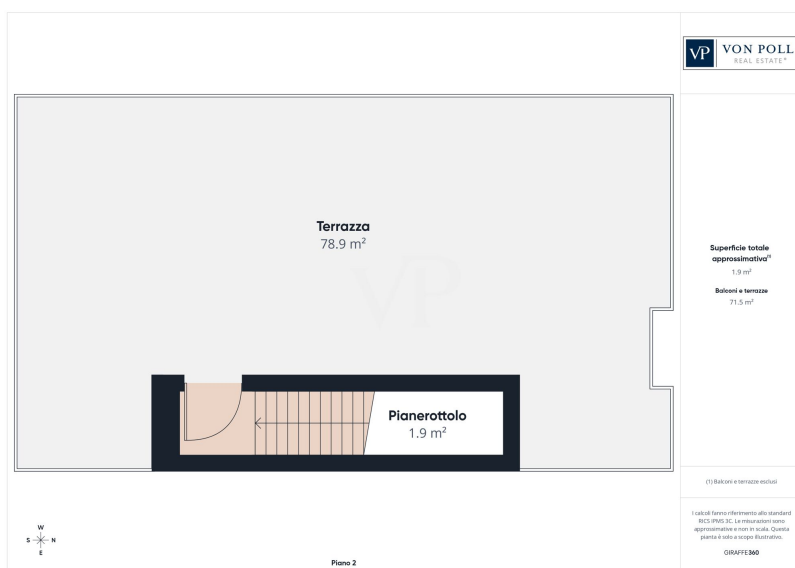 VP VON POLL
REAL ESTATE®
Terrazza
78.9 m²
VP
Pianerottolo
1.9 m²
Superficie totale
approssimativa⁽¹⁾
1.9 m²
Balconi e terrazze
71.5 m²
(1) Balconi e terrazze esclusi
I calcoli fanno riferimento allo standard
RICS IPMS 3C. Le misurazioni sono
approssimative e non in scala. Questa
pianta è solo a scopo illustrativo.
GIRAFFE360
W
S N
E
Piano 2